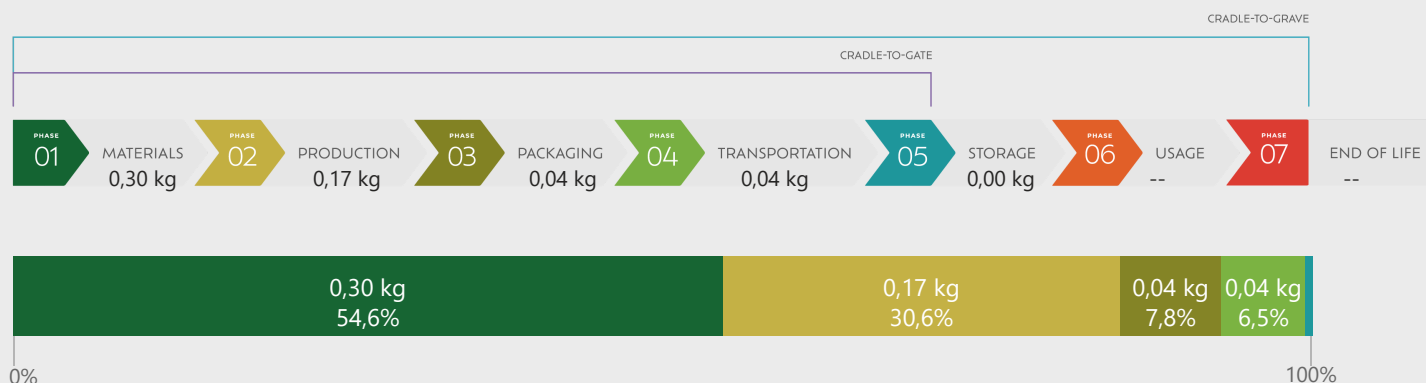 CRADLE-TO-GRAVE
CRADLE-TO-GATE
PHASE
01
MATERIALS
0,30 kg
PHASE
02
PRODUCTION
0,17 kg
PHASE
03
PACKAGING
0,04 kg
PHASE
04
TRANSPORTATION
0,04 kg
PHASE
05
STORAGE
0,00 kg
PHASE
06
USAGE
--
PHASE
07
END OF LIFE
--
0,30 kg
54,6%
0,17 kg
30,6%
0,04 kg
7,8%
0,04 kg
6,5%
0%
100%